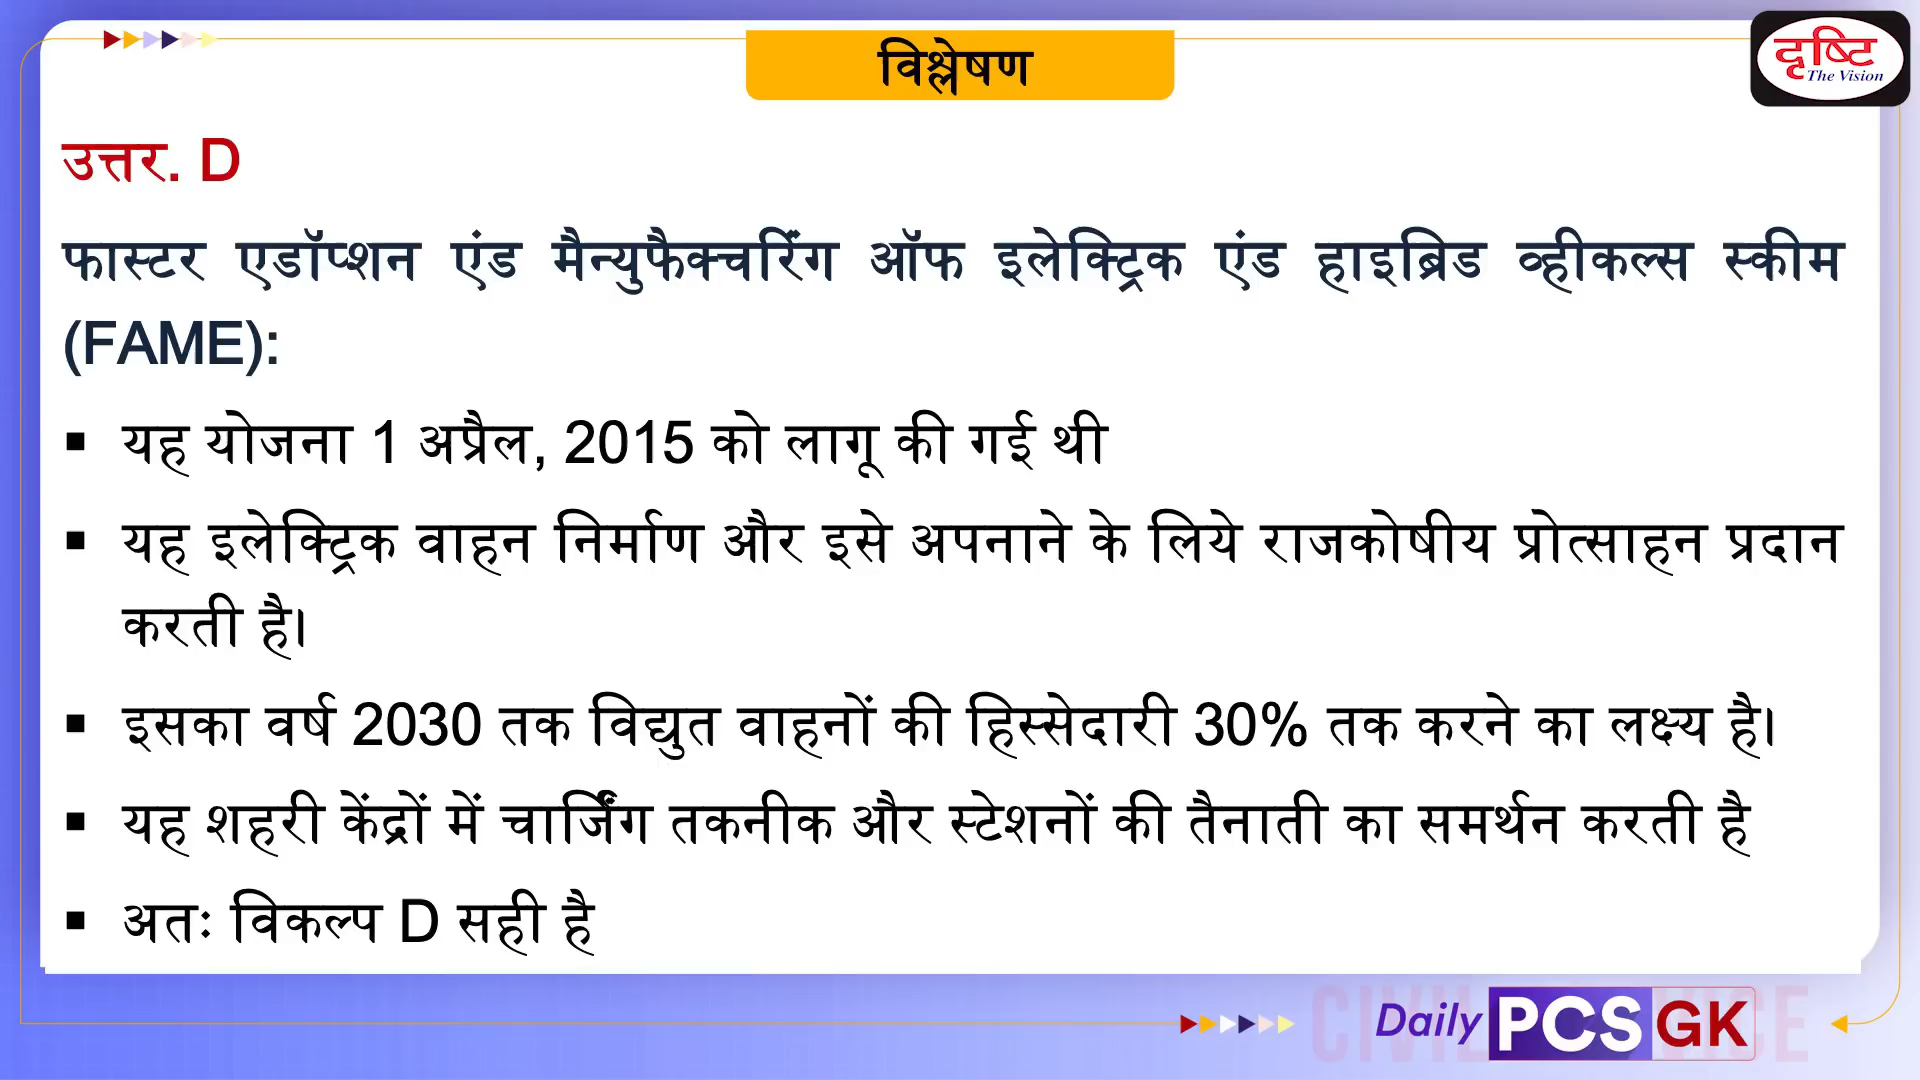 विश्लेषण
दृष्टि
The Vision
उत्तर. D
फास्टर एडॉप्शन एंड मैन्युफैक्चरिंग ऑफ इलेक्ट्रिक एंड हाइब्रिड व्हीकल्स स्कीम
(FAME):
▪ यह योजना 1 अप्रैल, 2015 को लागू की गई थी
▪ यह इलेक्ट्रिक वाहन निर्माण और इसे अपनाने के लिये राजकोषीय प्रोत्साहन प्रदान
करती है।
▪ इसका वर्ष 2030 तक विद्युत वाहनों की हिस्सेदारी 30% तक करने का लक्ष्य है।
▪ यह शहरी केंद्रों में चार्जिंग तकनीक और स्टेशनों की तैनाती का समर्थन करती है
▪ अतः विकल्प D सही है
Daily PCS GK